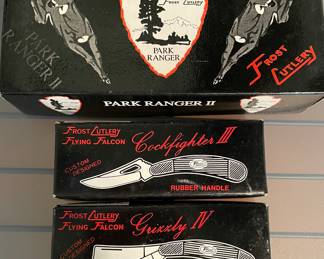 FROST CUTLERY
PARK
RANGER
PARK
RANGER II
FROST
CUTLERY
PARK RANGER II
FROST CUTLERY
FLYING FALCON
Cockfighter III
CUSTOM
DESIGNED
RUBBER HANDLE
FROST CUTLERY
FLYING FALCON
Grizzly IV
CUSTOM
DESIGNED